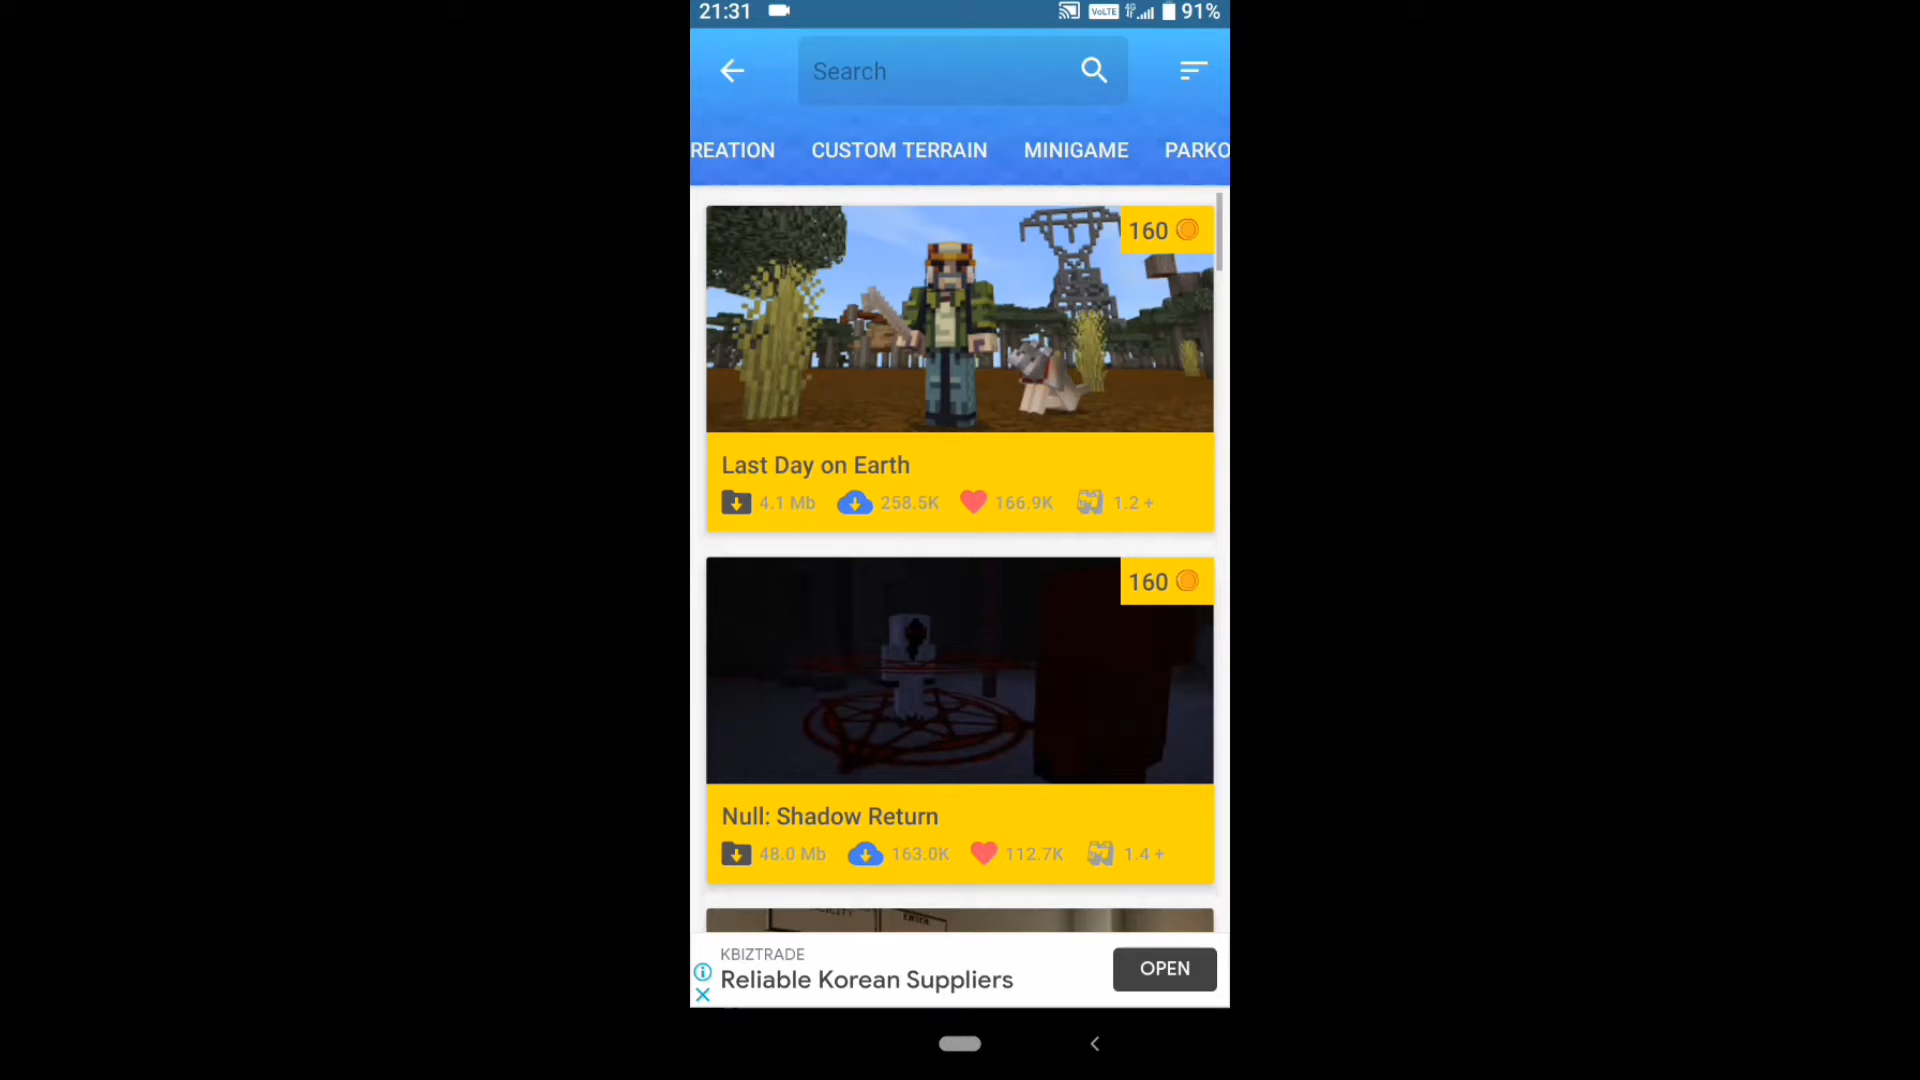 21:31 VoLTE 4G 91%
Search
REATION CUSTOM TERRAIN MINIGAME PARKO
160
Last Day on Earth
4.1 Mb 258.5K 166.9K 1.2 +
160
Null: Shadow Return
48.0 Mb 163.0K 112.7K 1.4 +
KBIZTRADE
Reliable Korean Suppliers
OPEN